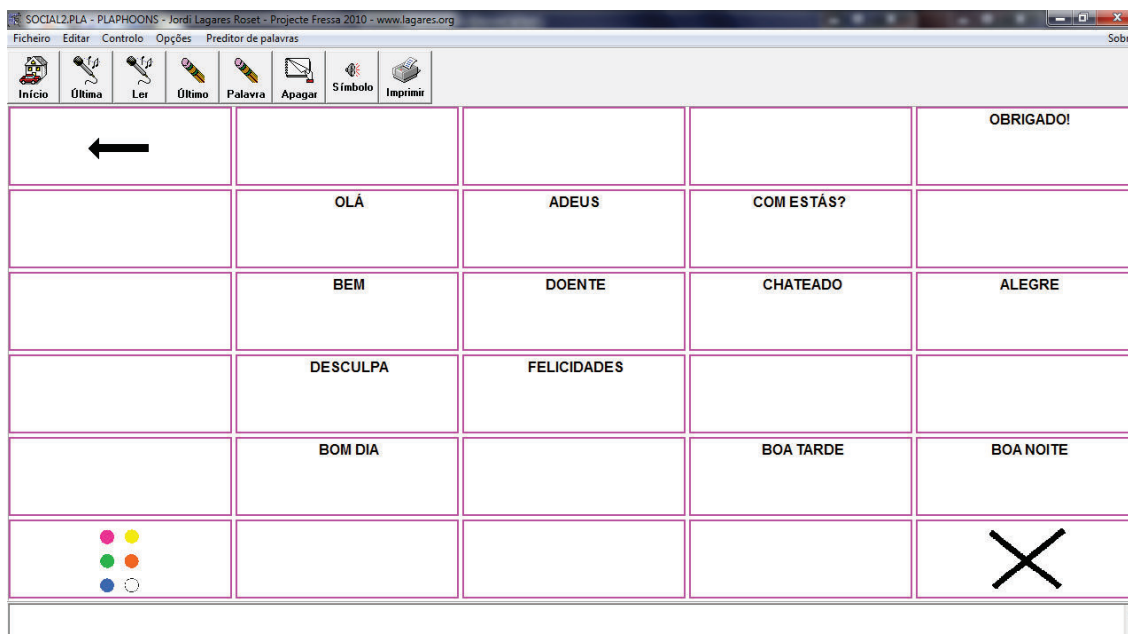 SOCIAL2.PLA - PLAPHOONS - Jordi Lagares Roset - Projecte Fressa 2010 - www.lagares.org
Ficheiro Editar Controlo Opções Preditor de palavras Sobr
Início Última Ler Último Palavra Apagar Símbolo Imprimir
OBRIGADO!
OLÁ ADEUS COM ESTÁS?
BEM DOENTE CHATEADO ALEGRE
DESCULPA FELICIDADES
BOM DIA BOA TARDE BOA NOITE